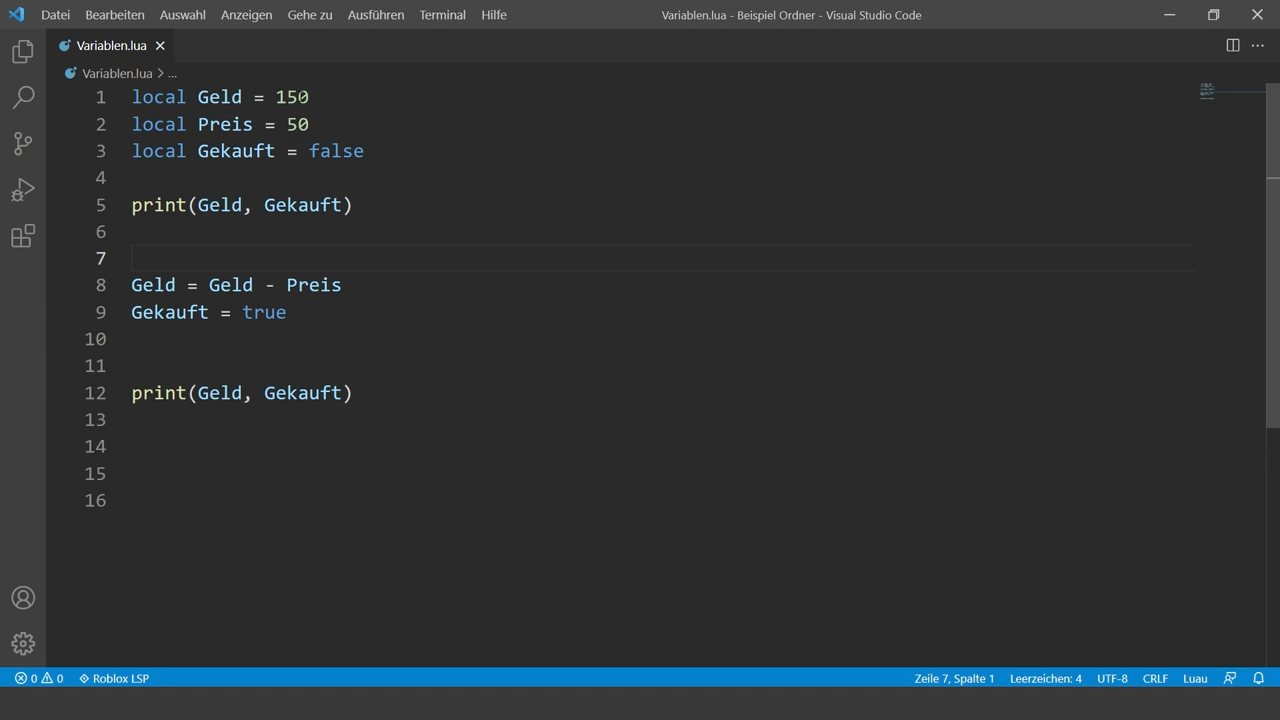 Datei Bearbeiten Auswahl Anzeigen Gehe zu Ausführen Terminal Hilfe Variablen.lua - Beispiel Ordner - Visual Studio Code
Variablen.lua
Variablen.lua > ...
1 local Geld = 150
2 local Preis = 50
3 local Gekauft = false
4
5 print(Geld, Gekauft)
6
7
8 Geld = Geld - Preis
9 Gekauft = true
10
11
12 print(Geld, Gekauft)
13
14
15
16
0 0 Roblox LSP Zeile 7, Spalte 1 Leerzeichen: 4 UTF-8 CRLF Luau